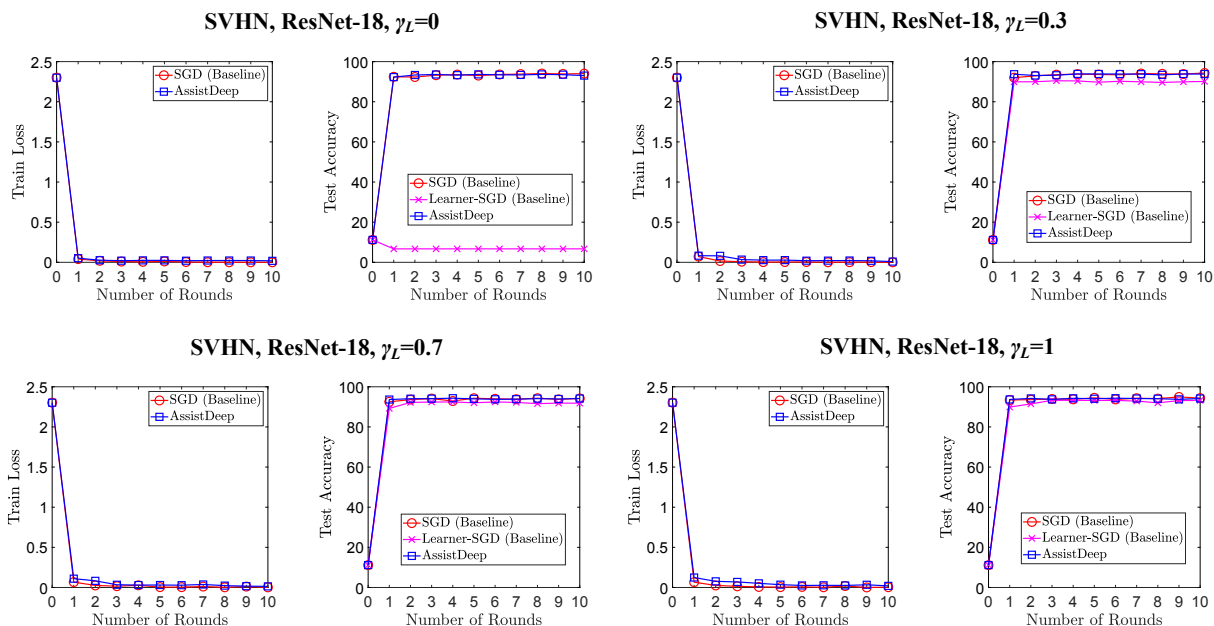 SVHN, ResNet-18, γL=0
2.5
2
1.5
1
0.5
0
Train Loss
SGD (Baseline)
AssistDeep
0 1 2 3 4 5 6 7 8 9 10
Number of Rounds
100
80
60
40
20
0
Test Accuracy
SGD (Baseline)
Learner-SGD (Baseline)
AssistDeep
0 1 2 3 4 5 6 7 8 9 10
Number of Rounds
SVHN, ResNet-18, γL=0.3
2.5
2
1.5
1
0.5
0
Train Loss
SGD (Baseline)
AssistDeep
0 1 2 3 4 5 6 7 8 9 10
Number of Rounds
100
80
60
40
20
0
Test Accuracy
SGD (Baseline)
Learner-SGD (Baseline)
AssistDeep
0 1 2 3 4 5 6 7 8 9 10
Number of Rounds
SVHN, ResNet-18, γL=0.7
2.5
2
1.5
1
0.5
0
Train Loss
SGD (Baseline)
AssistDeep
0 1 2 3 4 5 6 7 8 9 10
Number of Rounds
100
80
60
40
20
0
Test Accuracy
SGD (Baseline)
Learner-SGD (Baseline)
AssistDeep
0 1 2 3 4 5 6 7 8 9 10
Number of Rounds
SVHN, ResNet-18, γL=1
2.5
2
1.5
1
0.5
0
Train Loss
SGD (Baseline)
AssistDeep
0 1 2 3 4 5 6 7 8 9 10
Number of Rounds
100
80
60
40
20
0
Test Accuracy
SGD (Baseline)
Learner-SGD (Baseline)
AssistDeep
0 1 2 3 4 5 6 7 8 9 10
Number of Rounds